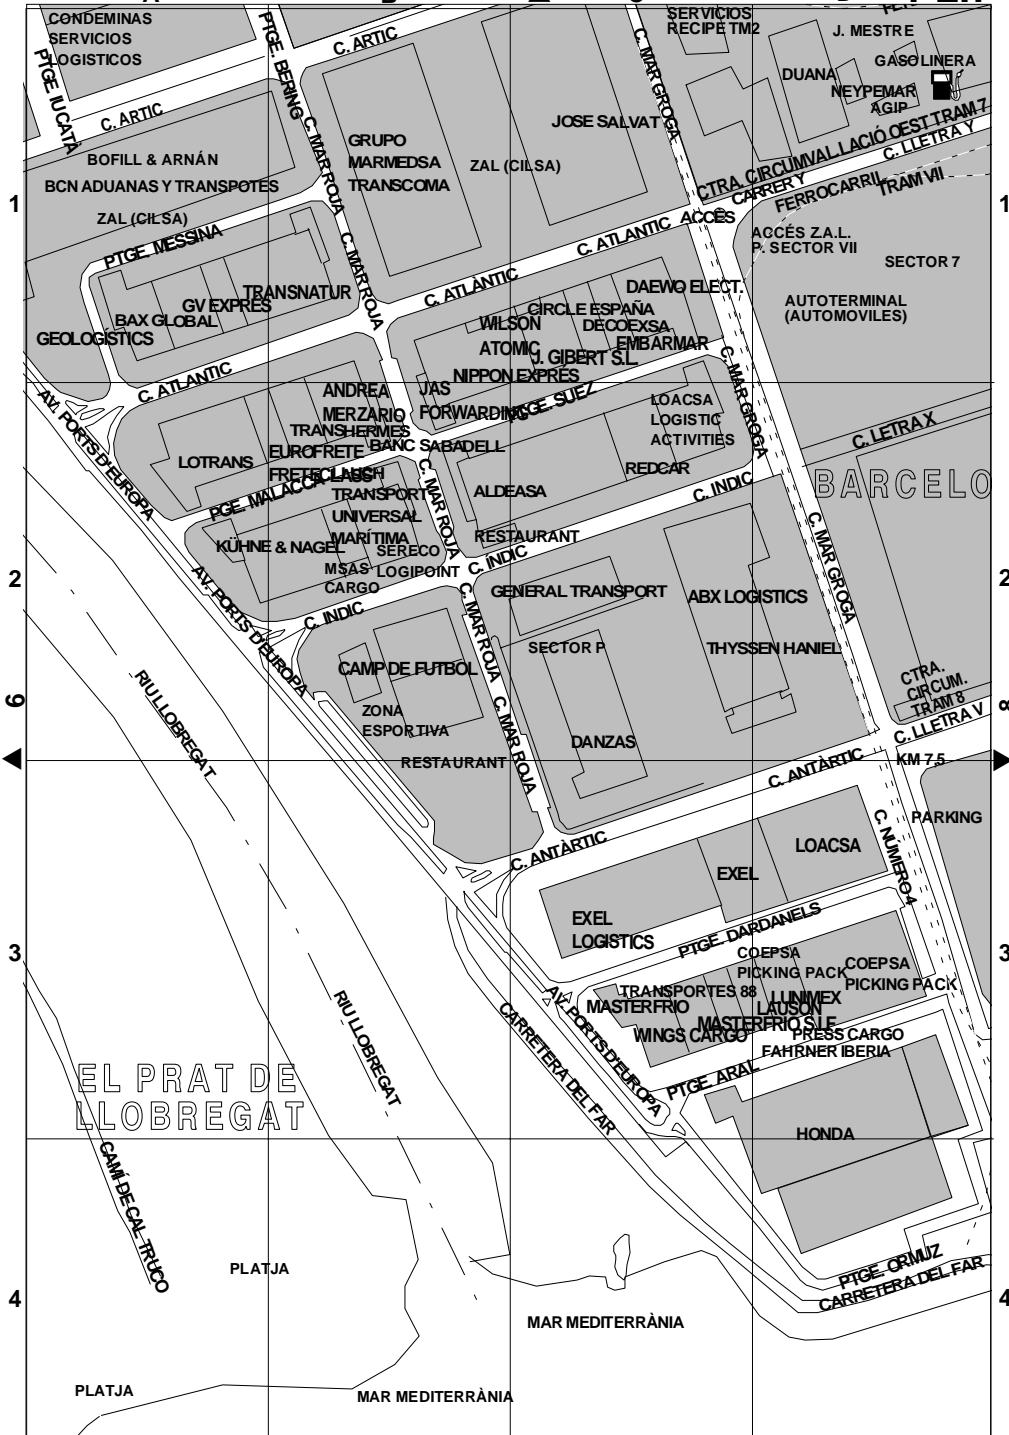 CONDEMINAS
SERVICIOS
LOGISTICOS
PTGE. IUCATÀ
C. ARTIC
PTGE. BERING
C. ARTIC
C. MAR GROGA
SERVICIOS
RECIPE TM2
J. MESTRE
GASOLINERA
DUANA
NEYPEMAR
AGIP
JOSE SALVAT
GRUPO
MARMEDSA
TRANSCOMA
ZAL (CILSA)
C. MAR ROJA
BOFILL & ARNÁN
BCN ADUANAS Y TRANSPOTES
ZAL (CILSA)
CTRA. CIRCUMVAL.LACIÓ OEST TRAM 7
C. LLETRA Y
CARRER Y
FERROCARRIL
TRAM VII
1
1
PTGE. MESSINA
C. MAR ROJA
C. ATLANTIC
ACCÉS
ACCÉS Z.A.L.
P. SECTOR VII
SECTOR 7
TRANSNATUR
GV EXPRÉS
BAX GLOBAL
GEOLOGÍSTICS
C. ATLÀNTIC
DAEWO ELECT.
CIRCLE ESPAÑA
DECOEXSA
WILSON
ATOMIC
EMBARMAR
J. GIBERT S.L.
NIPPON EXPRÉS
AUTOTERMINAL
(AUTOMOVILES)
C. ATLANTIC
ANDREA
MERZARIO
JAS
FORWARDING
PTGE. SUEZ
LOACSA
LOGISTIC
ACTIVITIES
C. MAR GROGA
C. LETRA X
AV. PORTS D'EUROPA
TRANSHERMES
BANC SABADELL
EUROFRETE
LOTRANS
REDCAR
BARCELO
PGE. MALACCA
TRANSPORT
UNIVERSAL
MARÍTIMA
ALDEASA
C. INDIC
C. MAR ROJA
KÜHNE & NAGEL
SERECO
LOGIPOINT
MSAS
CARGO
RESTAURANT
C. ÍNDIC
C. MAR GROGA
2
2
AV. PORTS D'EUROPA
C. INDIC
GENERAL TRANSPORT
ABX LOGISTICS
C. MAR ROJA
SECTOR P
THYSSEN HANIEL
CAMP DE FUTBOL
RIU LLOBREGAT
ZONA
ESPORTIVA
CTRA.
CIRCUM.
TRAM 8
C. LLETRA V
6
8
C. MAR ROJA
DANZAS
RESTAURANT
C. ANTÀRTIC
KM 7,5
PARKING
C. ANTÀRTIC
LOACSA
C. NÚMERO 4
EXEL
EXEL
LOGISTICS
PTGE. DARDANELS
3
3
COEPSA
PICKING PACK
COEPSA
PICKING PACK
TRANSPORTES 88
MASTERFRIO
LUNIMEX
LAUSON
MASTERFRIO S.I.F.
WINGS CARGO
PRESS CARGO
FAHRNER IBERIA
AV. PORTS D'EUROPA
CARRETERA DEL FAR
PTGE. ARAL
RIU LLOBREGAT
EL PRAT DE
LLOBREGAT
HONDA
CAMÍ DE CAL TRUCO
PLATJA
PTGE. ORMUZ
CARRETERA DEL FAR
4
4
MAR MEDITERRÀNIA
PLATJA
MAR MEDITERRÀNIA